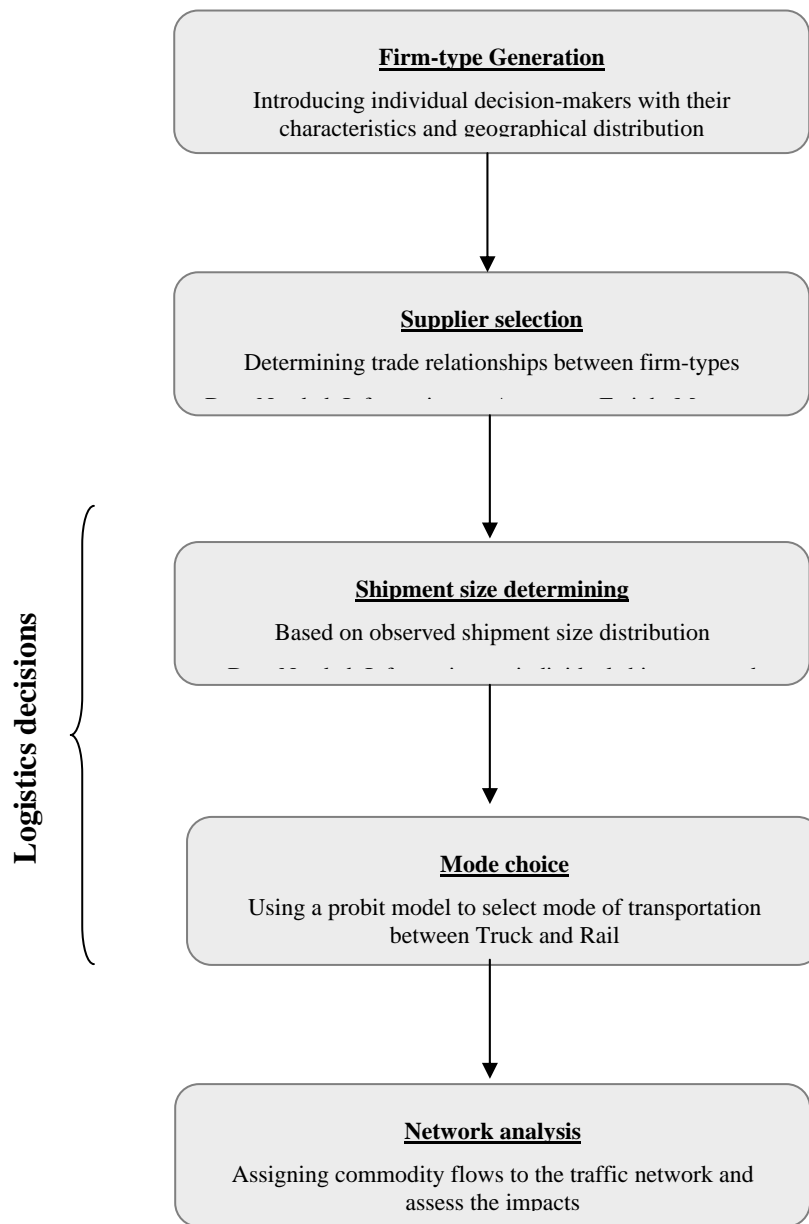 Firm-type Generation
Introducing individual decision-makers with their
characteristics and geographical distribution
Supplier selection
Determining trade relationships between firm-types
Logistics decisions
Shipment size determining
Based on observed shipment size distribution
Mode choice
Using a probit model to select mode of transportation
between Truck and Rail
Network analysis
Assigning commodity flows to the traffic network and
assess the impacts